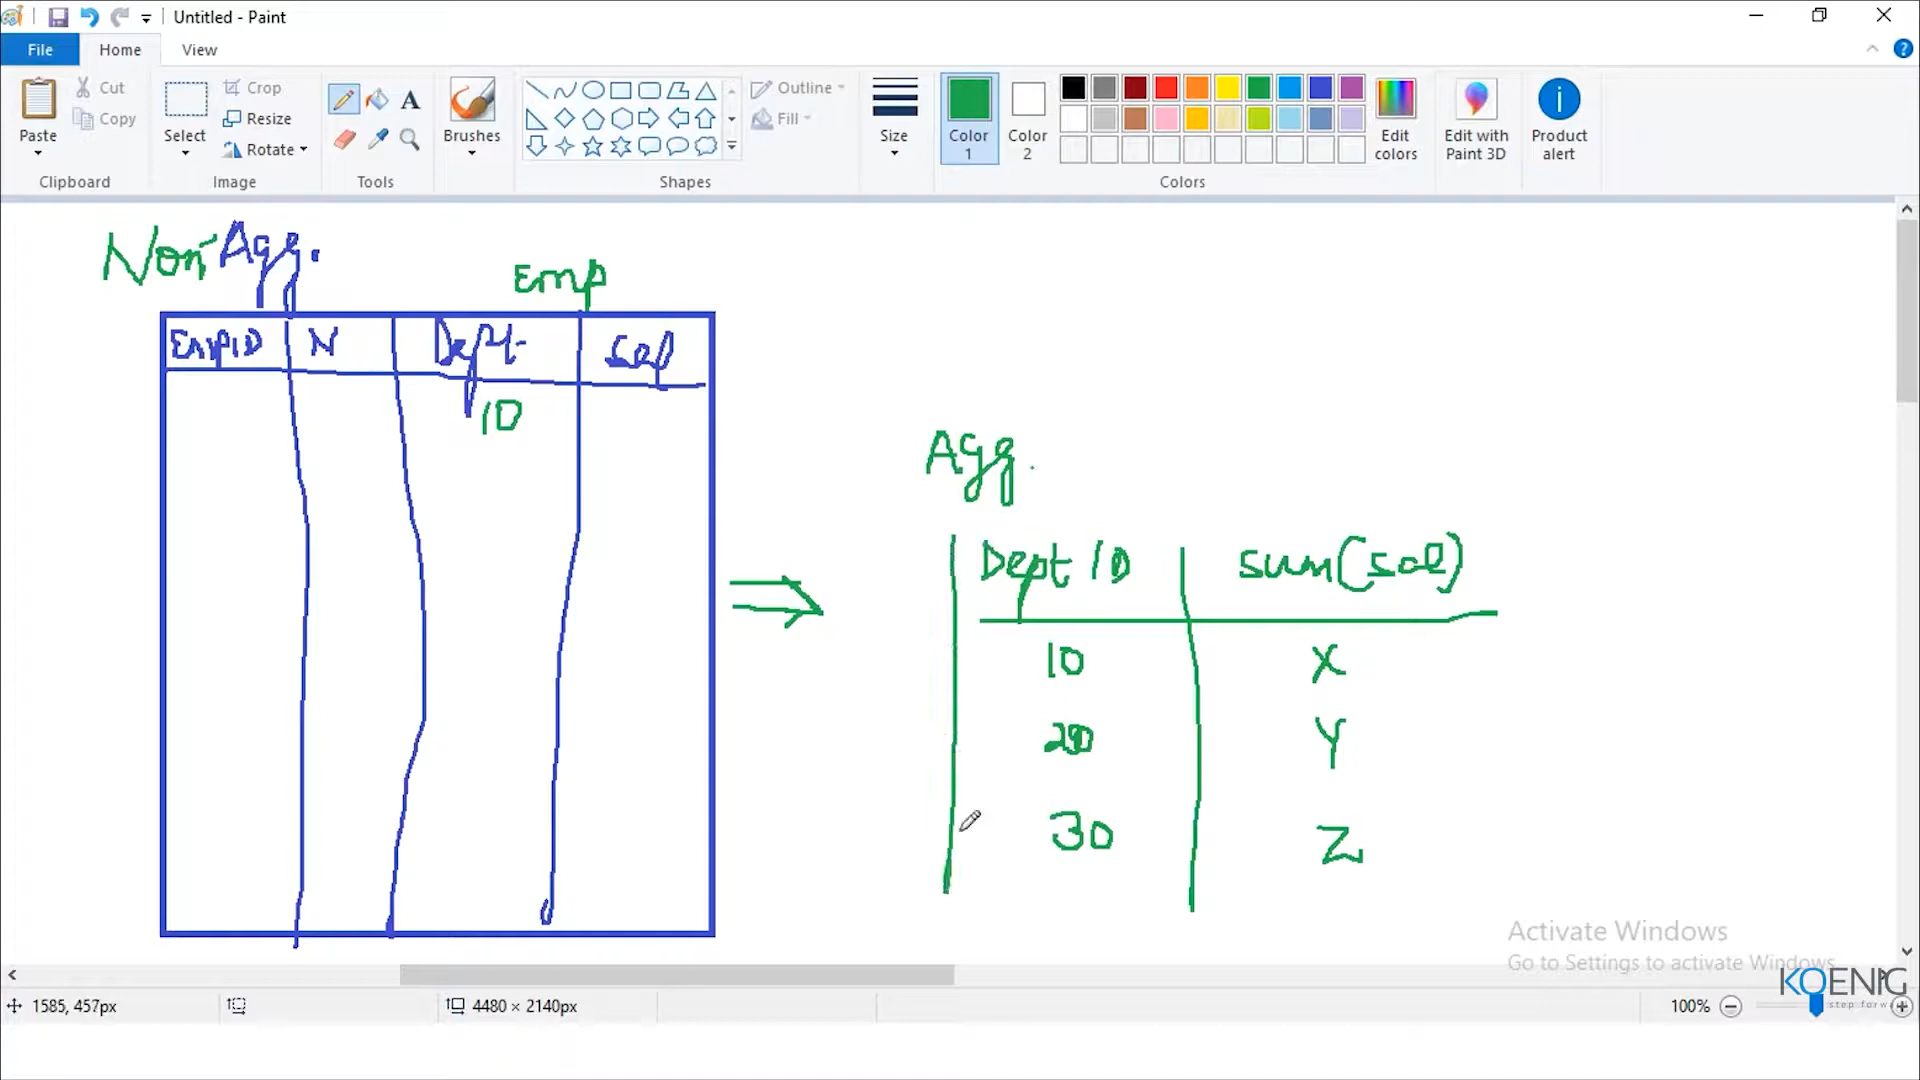 Untitled - Paint
File Home View
Paste Cut Copy Clipboard
Select Crop Resize Rotate Image
Tools
Brushes
Shapes
Outline Fill
Size
Color 1 Color 2
Edit colors
Colors
Edit with Paint 3D
Product alert
Non-Agg.
Emp
EmpID N Dept Sal
10
Agg.
Dept ID sum(sal)
10 X
20 Y
30 Z
Activate Windows
Go to Settings to activate Windows.
KOENIG
step forward
1585, 457px
4480 × 2140px
100%